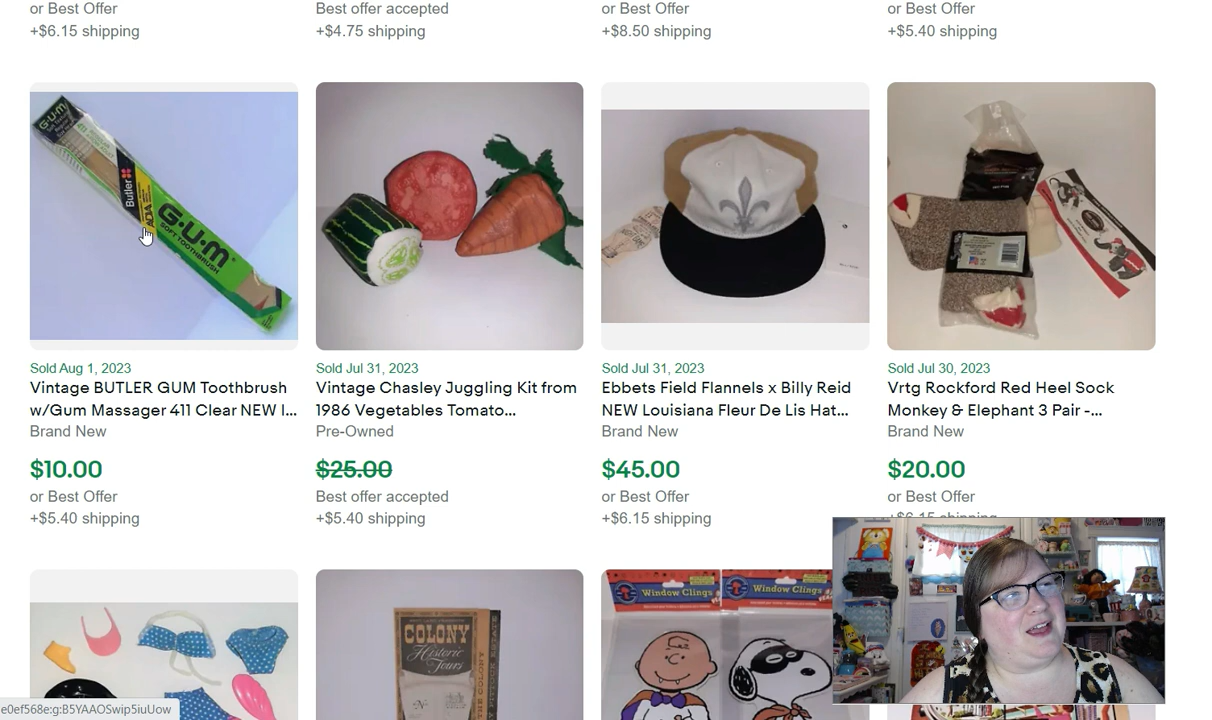 or Best Offer
+$6.15 shipping
Best offer accepted
+$4.75 shipping
or Best Offer
+$8.50 shipping
or Best Offer
+$5.40 shipping
G·U·M
Butler
ADA
G·U·M
SOFT TOOTHBRUSH
Sold Aug 1, 2023
Vintage BUTLER GUM Toothbrush
w/Gum Massager 411 Clear NEW I...
Brand New
$10.00
or Best Offer
+$5.40 shipping
Sold Jul 31, 2023
Vintage Chasley Juggling Kit from
1986 Vegetables Tomato...
Pre-Owned
$25.00
Best offer accepted
+$5.40 shipping
Sold Jul 31, 2023
Ebbets Field Flannels x Billy Reid
NEW Louisiana Fleur De Lis Hat...
Brand New
$45.00
or Best Offer
+$6.15 shipping
Sold Jul 30, 2023
Vrtg Rockford Red Heel Sock
Monkey & Elephant 3 Pair -...
Brand New
$20.00
or Best Offer
+$6.15 shipping
COLONY
Historic
Tours
Window Clings
Window Clings
e0ef568e:g:B5YAAOSwip5iuUow